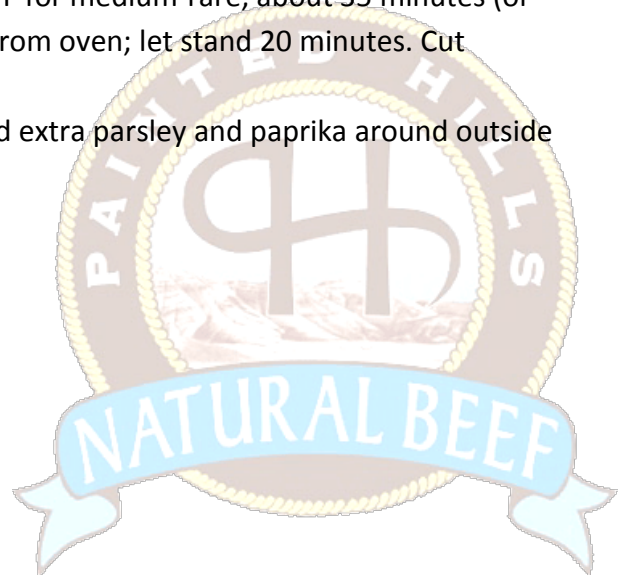 for medium rare, about 35 minutes (or
from oven; let stand 20 minutes. Cut
extra parsley and paprika around outside
PAINTED HILLS
NATURAL BEEF